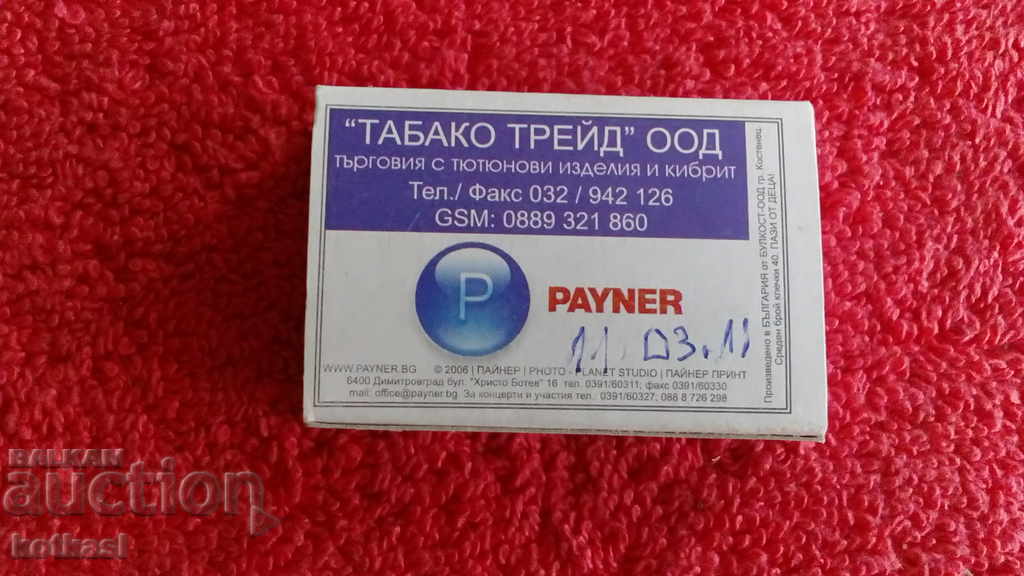 "ТАБАКО ТРЕЙД" ООД
търговия с тютюнови изделия и кибрит
Тел./ Факс 032 / 942 126
GSM: 0889 321 860
P PAYNER
11.03.11
WWW.PAYNER.BG © 2006 | ПАЙНЕР | PHOTO - PLANET STUDIO | ПАЙНЕР ПРИНТ
6400 Димитровград бул. "Христо Ботев" 16 тел. 0391/60311; факс 0391/60330
mail: office@payner.bg За концерти и участия тел. 0391/60327; 088 8 726 298
Произведено в БЪЛГАРИЯ от БУЛКОСТ-ООД гр. Костенец
Среден брой клечки 40. ПАЗИ ОТ ДЕЦА!
BALKAN
auction
kotkasl